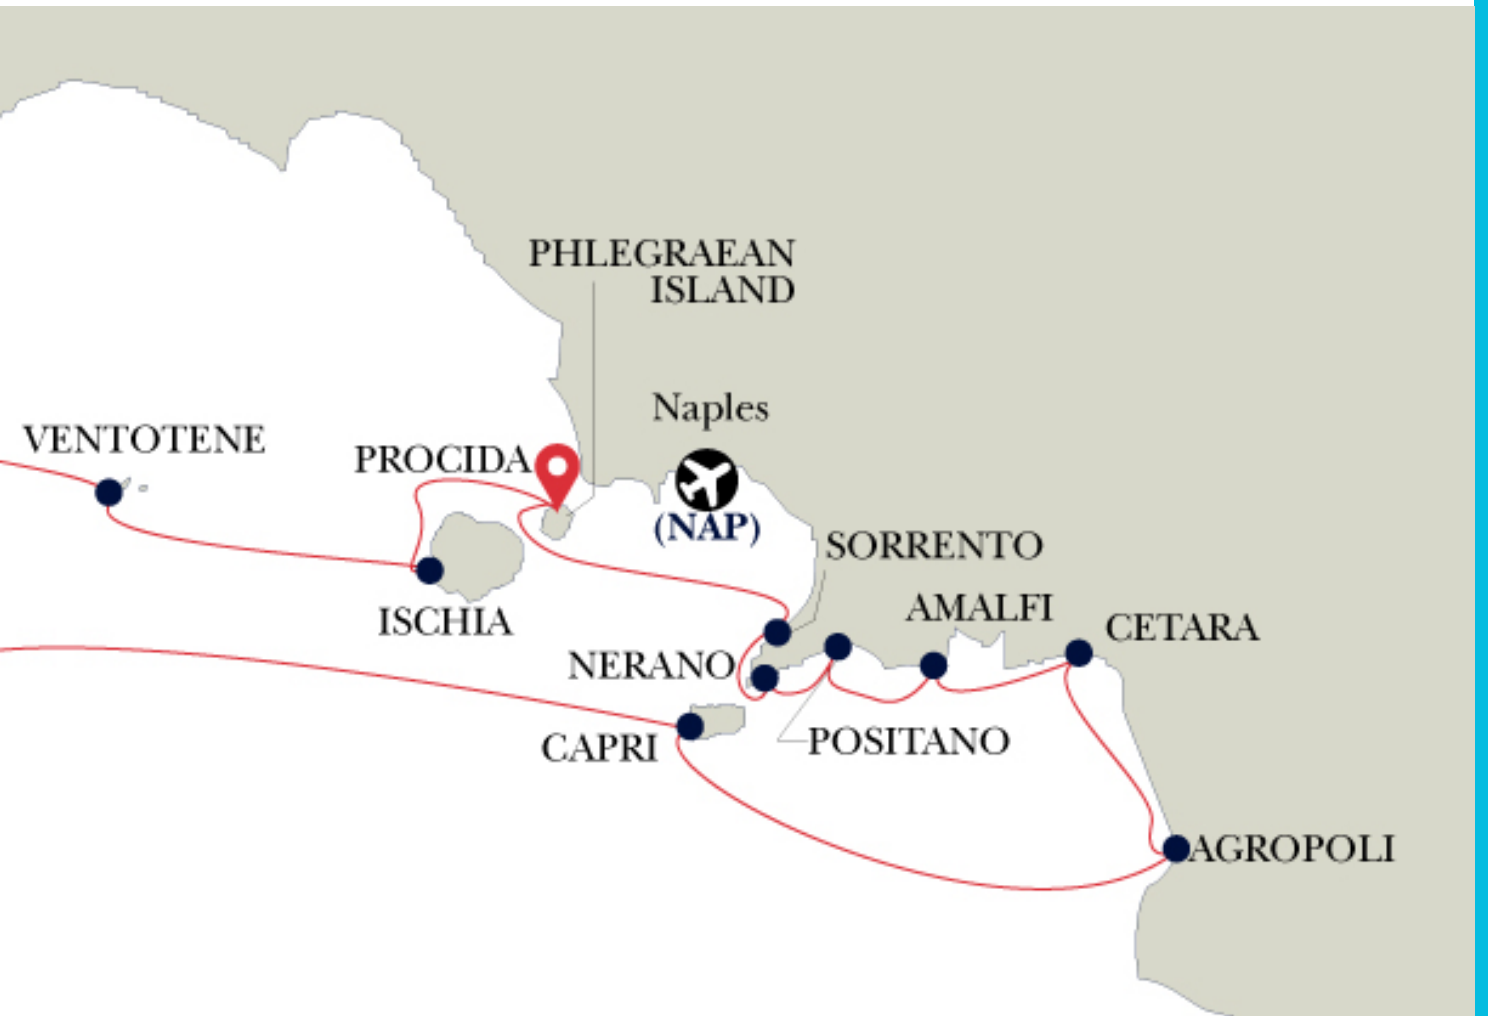 PHLEGRAEAN
ISLAND
Naples
VENTOTENE
PROCIDA
(NAP)
SORRENTO
AMALFI
ISCHIA
CETARA
NERANO
CAPRI
POSITANO
AGROPOLI